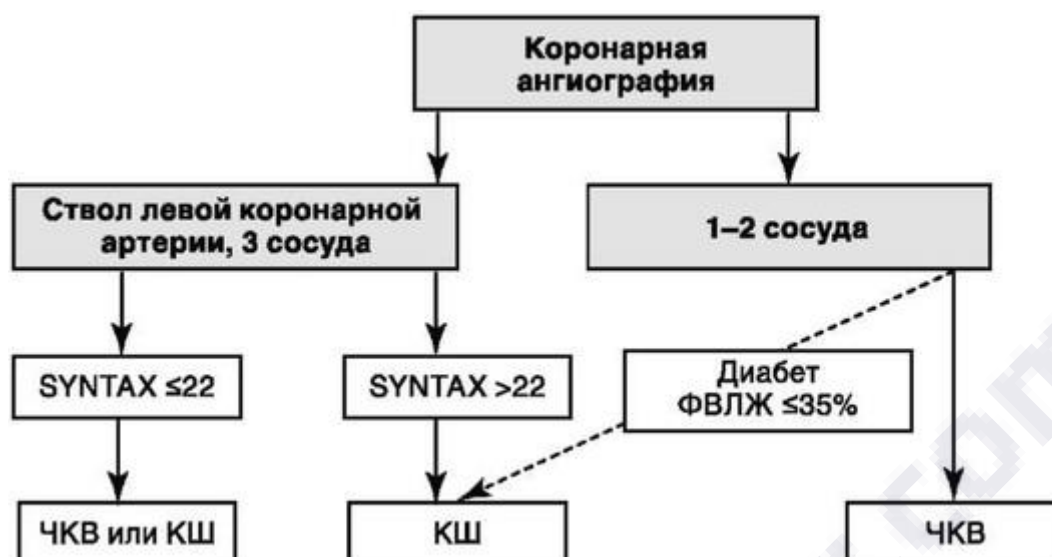 Коронарная
ангиография
Ствол левой коронарной
артерии, 3 сосуда
1–2 сосуда
SYNTAX ≤22
SYNTAX >22
Диабет
ФВЛЖ ≤35%
ЧКВ или КШ
КШ
ЧКВ